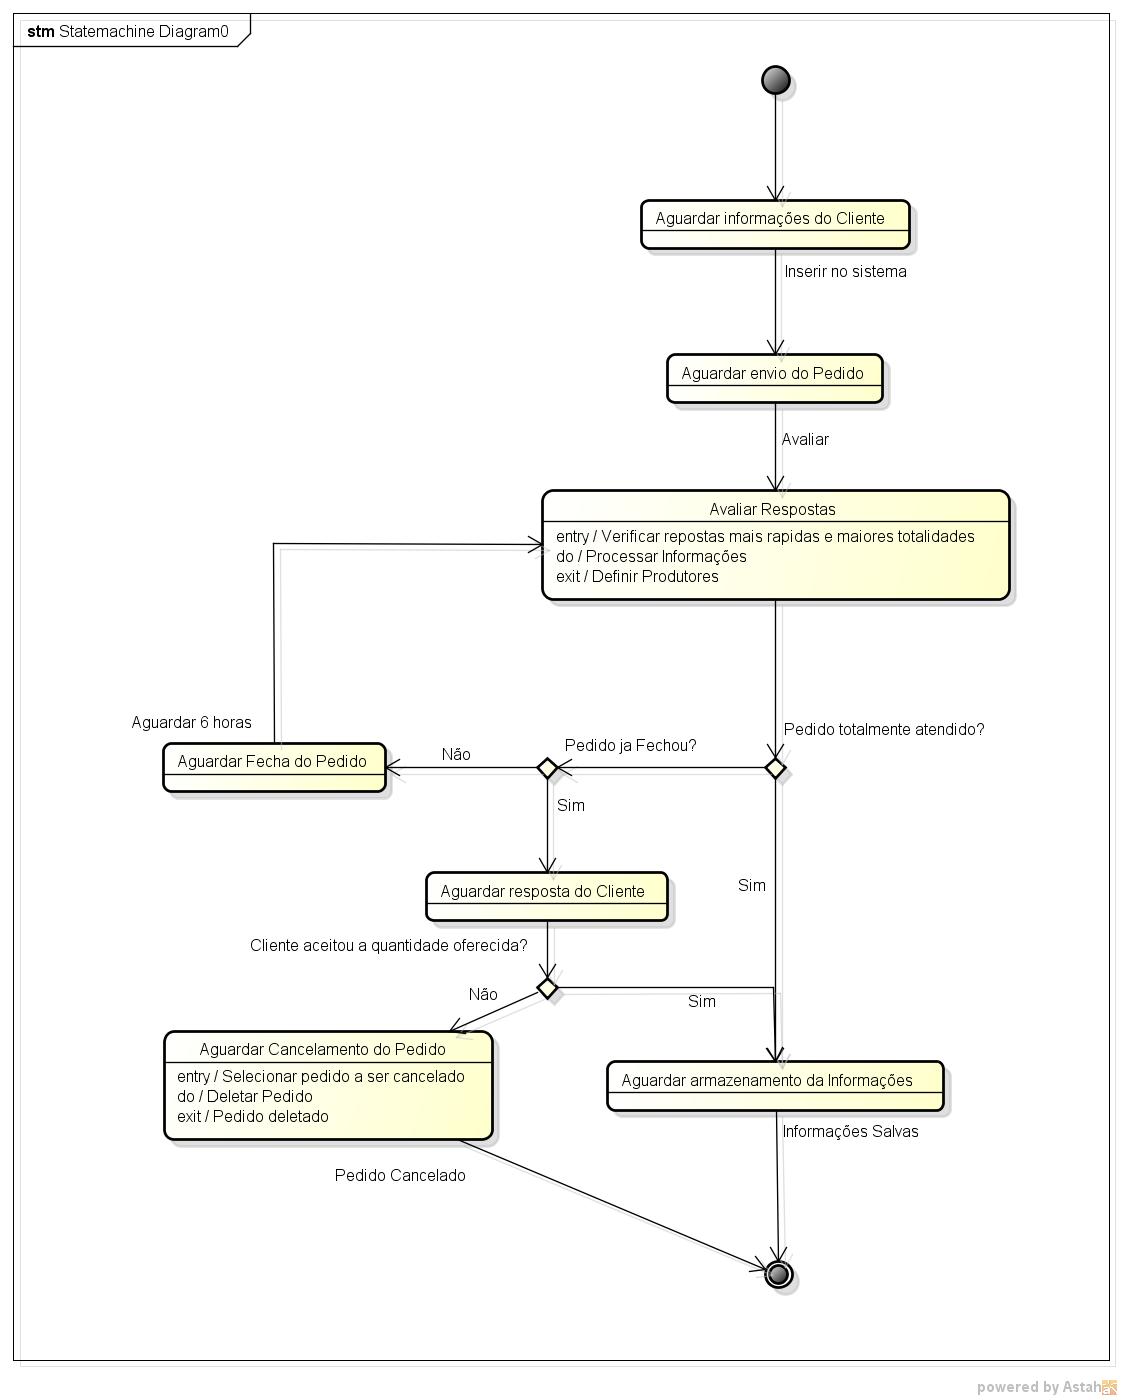 stm Statemachine Diagram0
Aguardar informações do Cliente
Inserir no sistema
Aguardar envio do Pedido
Avaliar
Avaliar Respostas
entry / Verificar repostas mais rapidas e maiores totalidades
do / Processar Informações
exit / Definir Produtores
Aguardar 6 horas
Pedido totalmente atendido?
Pedido ja Fechou?
Não
Aguardar Fecha do Pedido
Sim
Aguardar resposta do Cliente
Sim
Cliente aceitou a quantidade oferecida?
Não
Sim
Aguardar Cancelamento do Pedido
entry / Selecionar pedido a ser cancelado
do / Deletar Pedido
exit / Pedido deletado
Aguardar armazenamento da Informações
Informações Salvas
Pedido Cancelado
powered by Astah